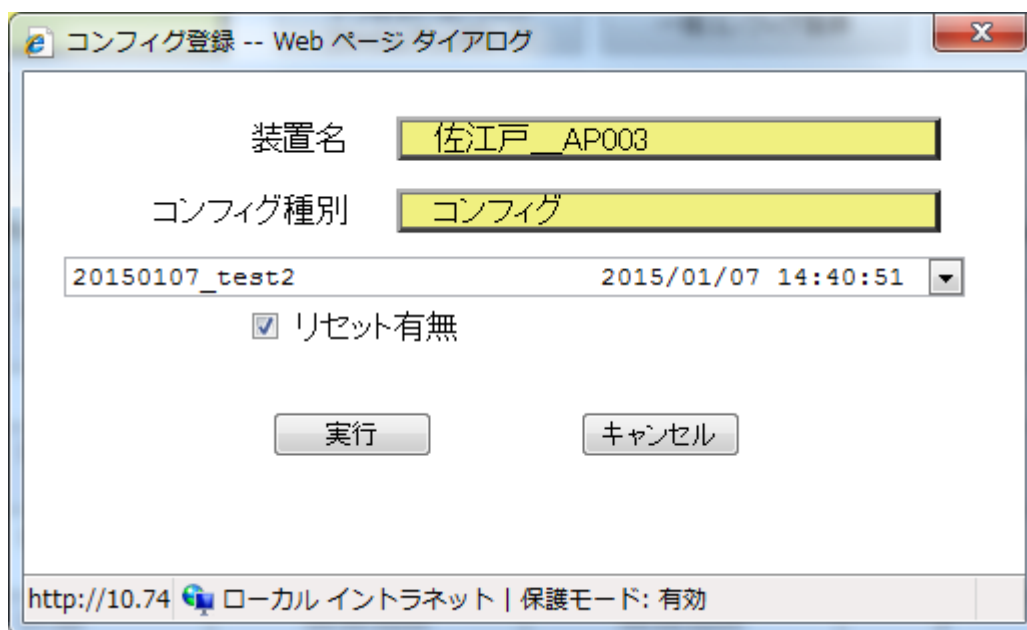 コンフィグ登録 -- Web ページ ダイアログ
装置名 佐江戸__AP003
コンフィグ種別 コンフィグ
20150107_test2 2015/01/07 14:40:51
リセット有無
実行 キャンセル
http://10.74 ローカル イントラネット | 保護モード: 有効